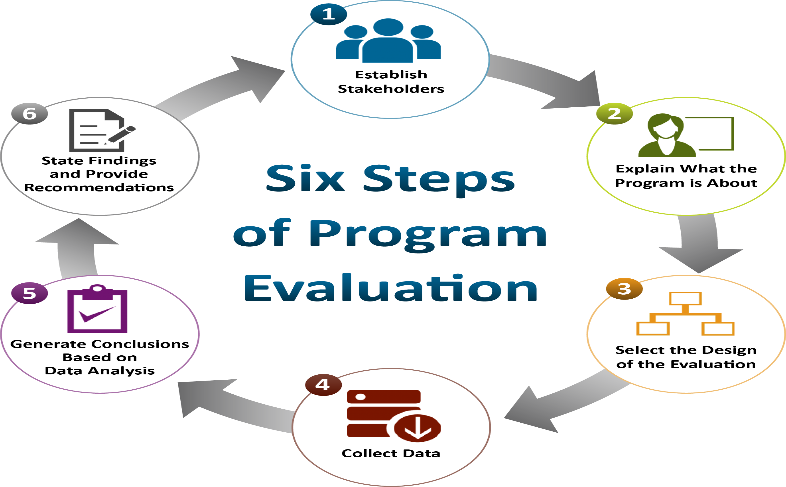 1
Establish
Stakeholders
2
Explain What the
Program is About
3
Select the Design
of the Evaluation
4
Collect Data
5
Generate Conclusions
Based on
Data Analysis
6
State Findings
and Provide
Recommendations
Six Steps
of Program
Evaluation